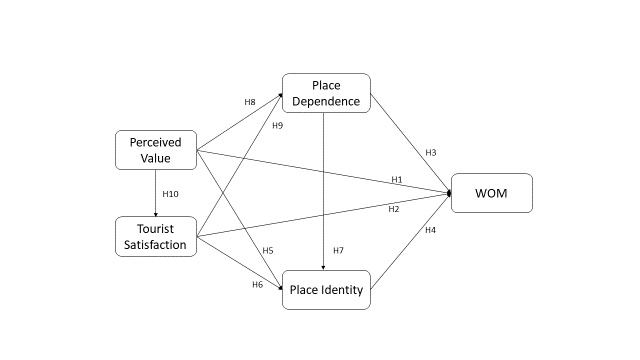 Place
Dependence
H8
H9
Perceived
Value
H3
H1
H10
WOM
H2
Tourist
Satisfaction
H4
H5
H7
H6
Place Identity